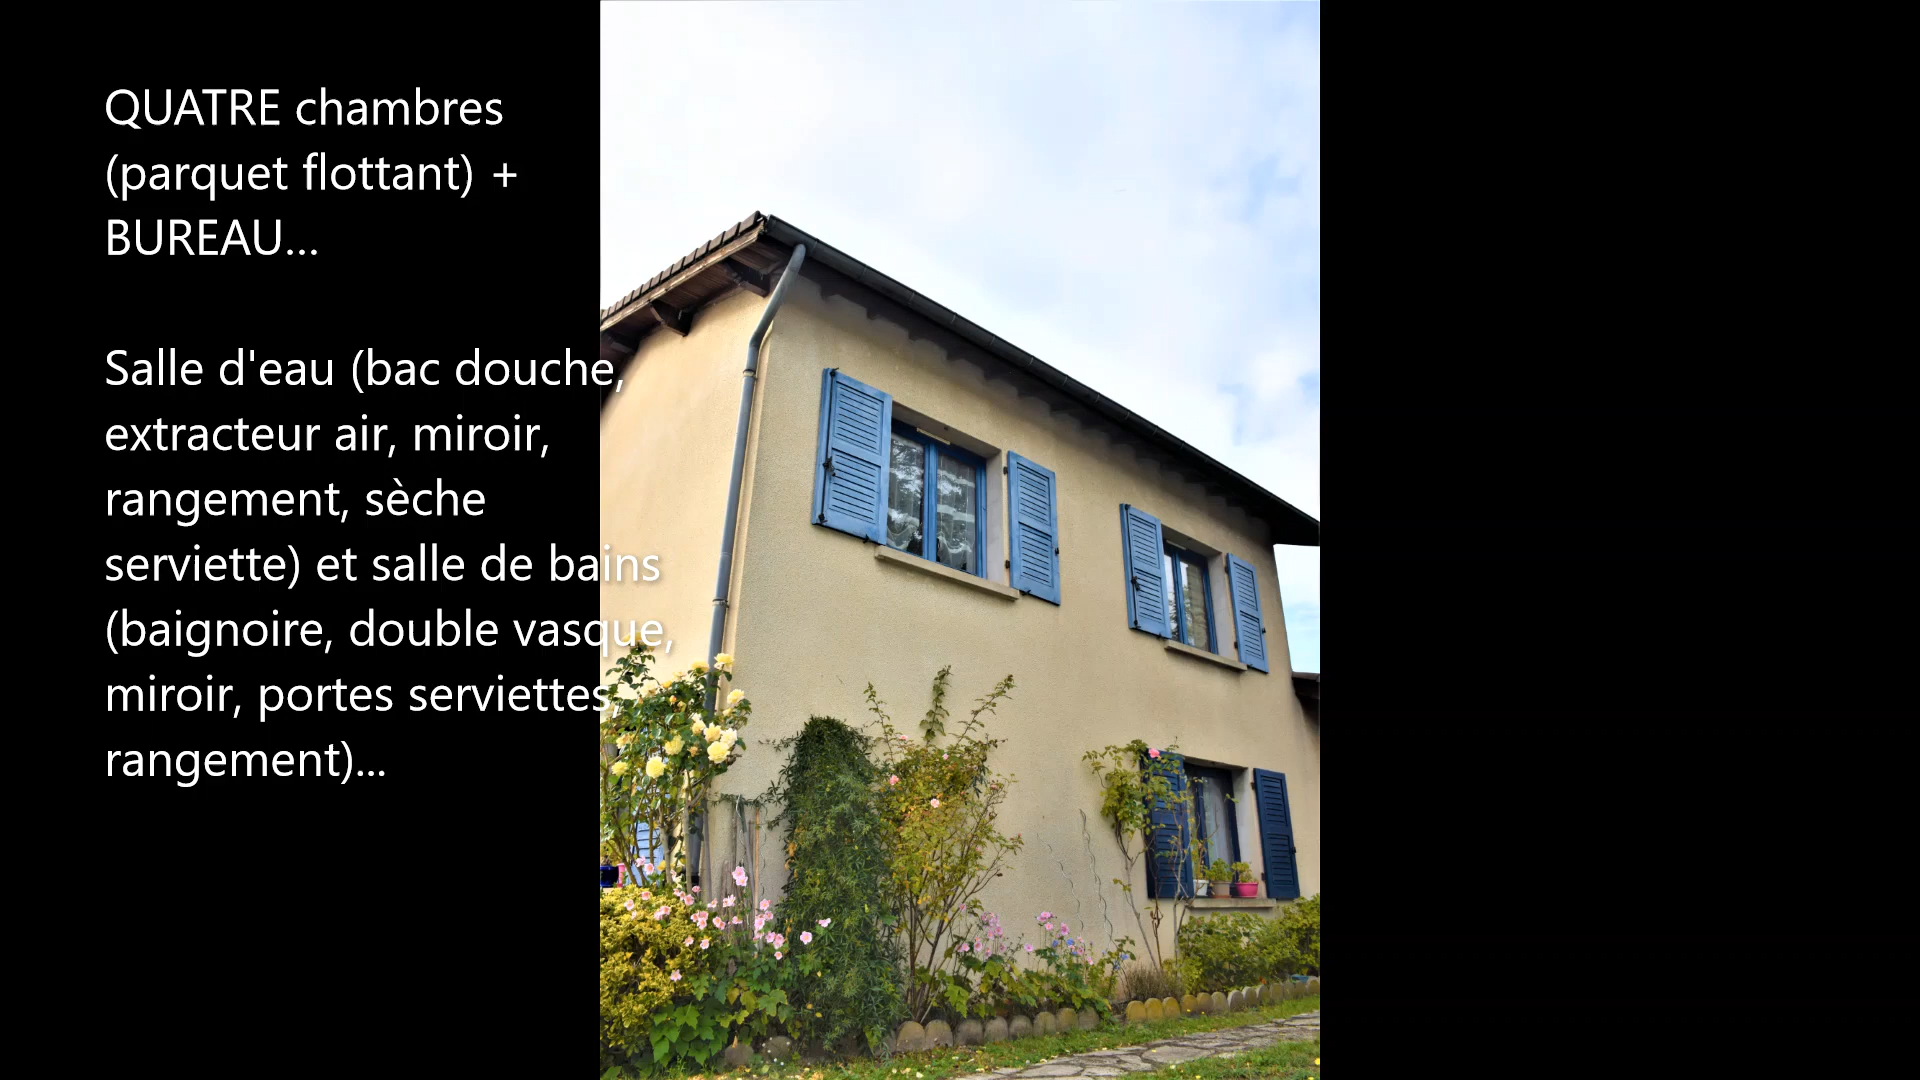 QUATRE chambres
(parquet flottant) +
BUREAU...
Salle d'eau (bac douche,
extracteur air, miroir,
rangement, sèche
serviette) et salle de bains
(baignoire, double vasque,
miroir, portes serviettes,
rangement)...